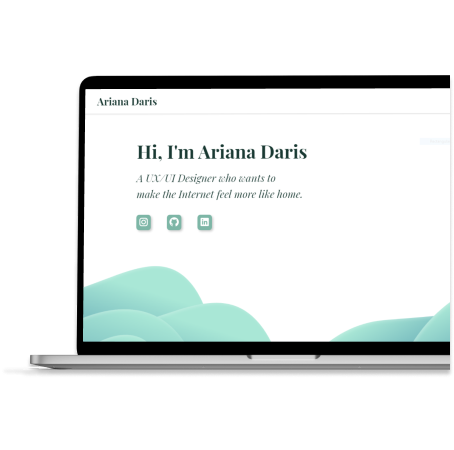 Ariana Daris
Hi, I'm Ariana Daris
A UX/UI Designer who wants to
make the Internet feel more like home.